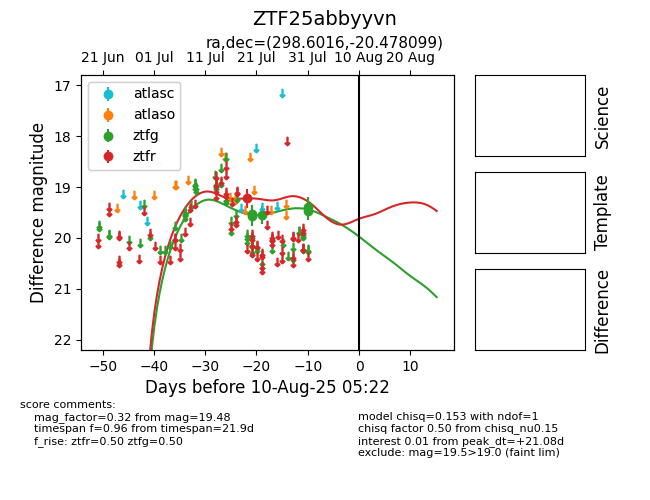 ZTF25abbyyvn
ra,dec=(298.6016,-20.478099)
21 Jun 01 Jul 11 Jul 21 Jul 31 Jul 10 Aug 20 Aug
17
18
19
20
21
22
Difference magnitude
atlasc
atlaso
ztfg
ztfr
−50 −40 −30 −20 −10 0 10
Days before 10-Aug-25 05:22
Science
Template
Difference
score comments:
mag_factor=0.32 from mag=19.48
timespan f=0.96 from timespan=21.9d
f_rise: ztfr=0.50 ztfg=0.50
model chisq=0.153 with ndof=1
chisq factor 0.50 from chisq_nu0.15
interest 0.01 from peak_dt=+21.08d
exclude: mag=19.5>19.0 (faint lim)